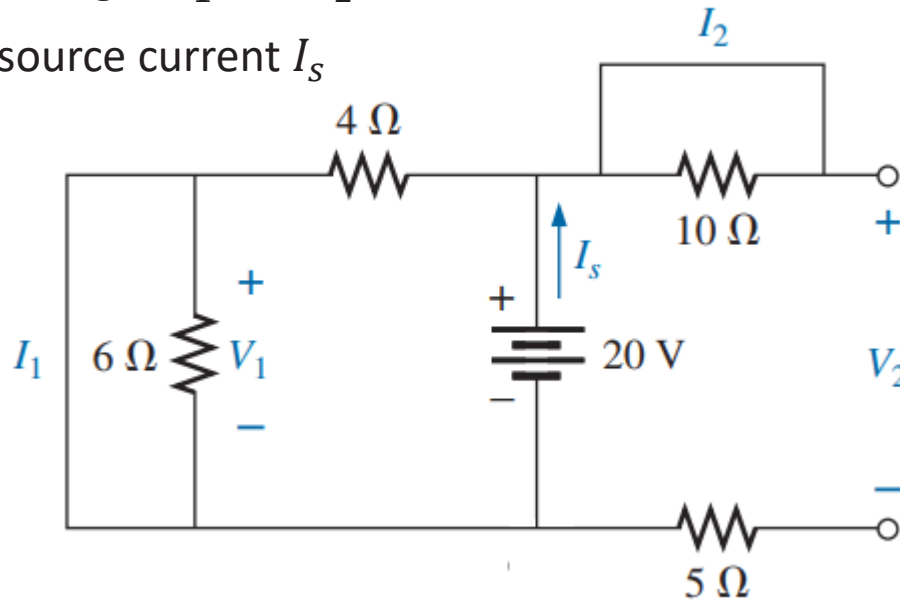 source current I_s
I_2
4 Ω
10 Ω
+
+
I_s
+
I_1
6 Ω
V_1
20 V
V_2
−
−
−
5 Ω